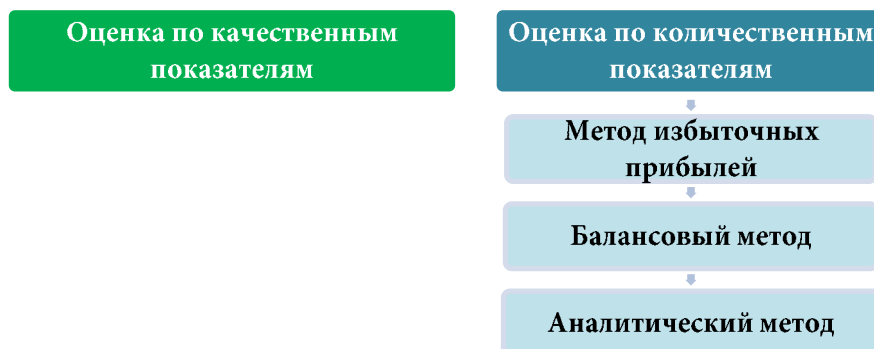 Оценка по качественным
показателям
Оценка по количественным
показателям
Метод избыточных
прибылей
Балансовый метод
Аналитический метод